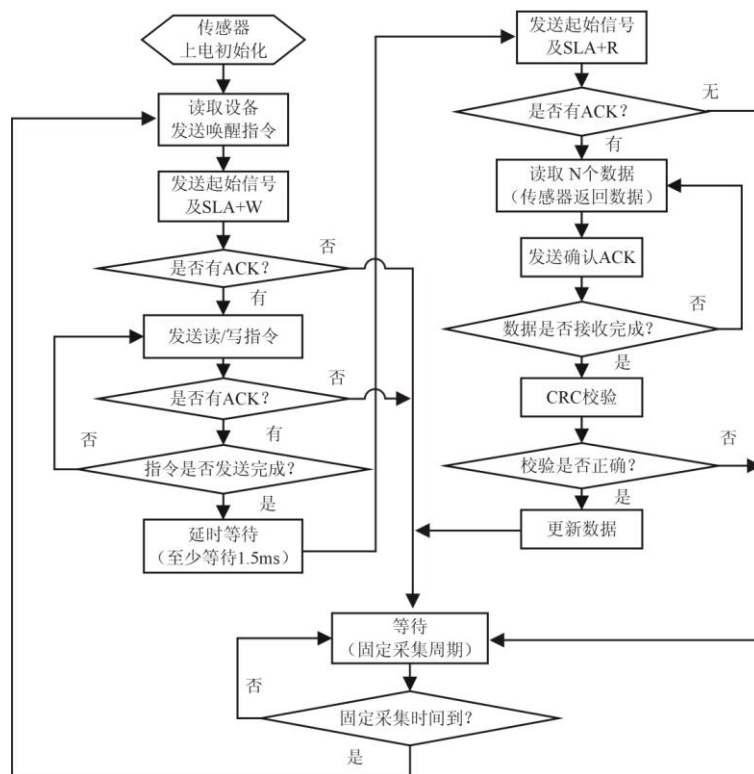 传感器
上电初始化
读取设备
发送唤醒指令
发送起始信号
及SLA+W
是否有ACK?
否
有
发送读/写指令
是否有ACK?
否
有
指令是否发送完成?
否
是
延时等待
(至少等待1.5ms)
发送起始信号
及SLA+R
是否有ACK?
无
有
读取 N个数据
(传感器返回数据)
发送确认ACK
数据是否接收完成?
否
是
CRC校验
校验是否正确?
否
是
更新数据
等待
(固定采集周期)
否
固定采集时间到?
是